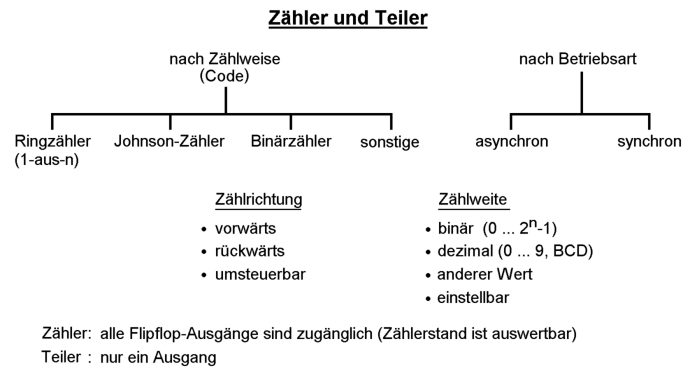 Zähler und Teiler
nach Zählweise
(Code)
nach Betriebsart
Ringzähler
(1-aus-n)
Johnson-Zähler
Binärzähler
sonstige
asynchron
synchron
Zählrichtung
• vorwärts
• rückwärts
• umsteuerbar
Zählweite
• binär (0 ... 2ⁿ-1)
• dezimal (0 ... 9, BCD)
• anderer Wert
• einstellbar
Zähler: alle Flipflop-Ausgänge sind zugänglich (Zählerstand ist auswertbar)
Teiler : nur ein Ausgang